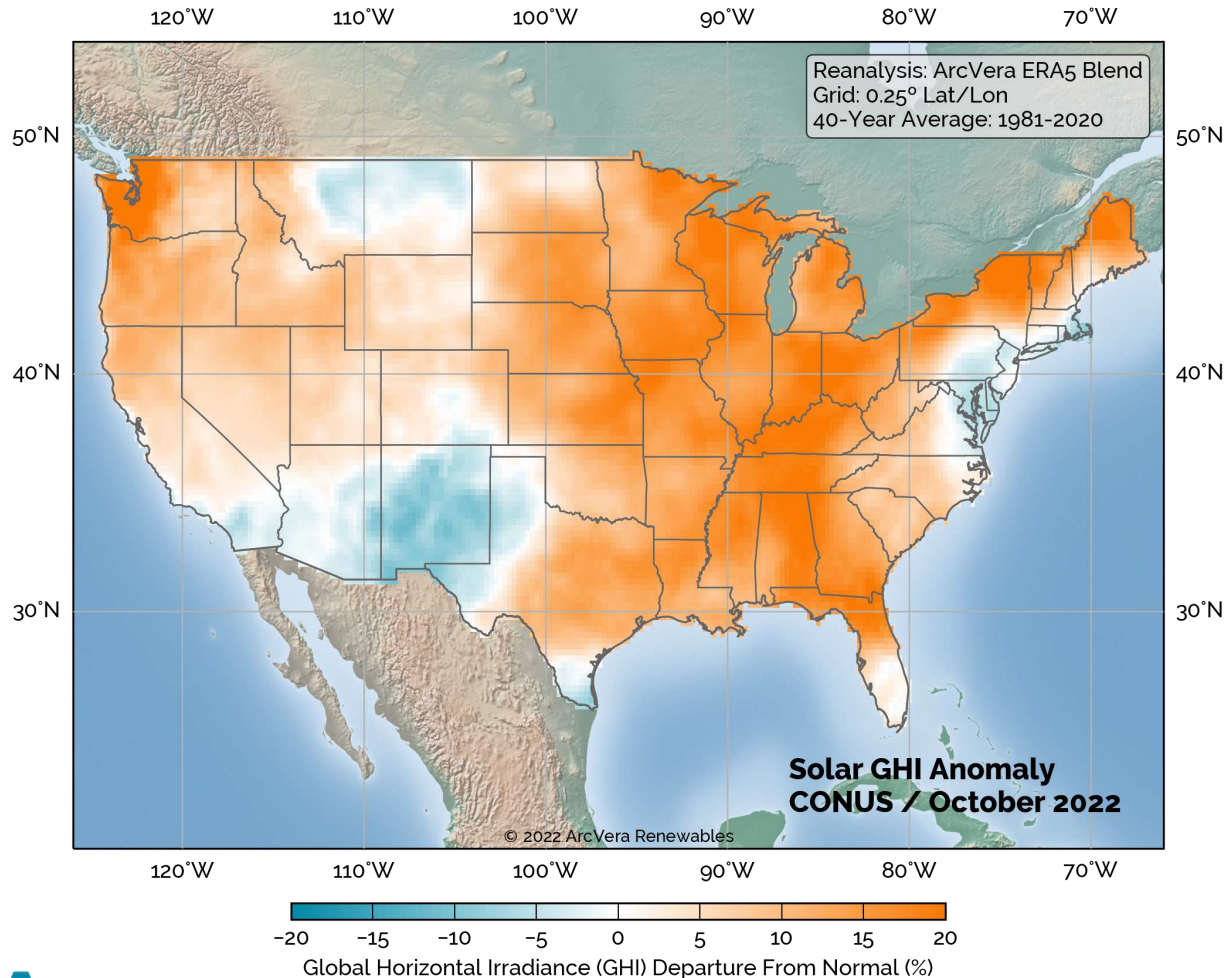 120˚W 110˚W 100˚W 90˚W 80˚W 70˚W
Reanalysis: ArcVera ERA5 Blend
Grid: 0.25º Lat/Lon
40-Year Average: 1981-2020
50˚N 50˚N
40˚N 40˚N
30˚N 30˚N
Solar GHI Anomaly
CONUS / October 2022
© 2022 ArcVera Renewables
120˚W 110˚W 100˚W 90˚W 80˚W 70˚W
−20 −15 −10 −5 0 5 10 15 20
Global Horizontal Irradiance (GHI) Departure From Normal (%)